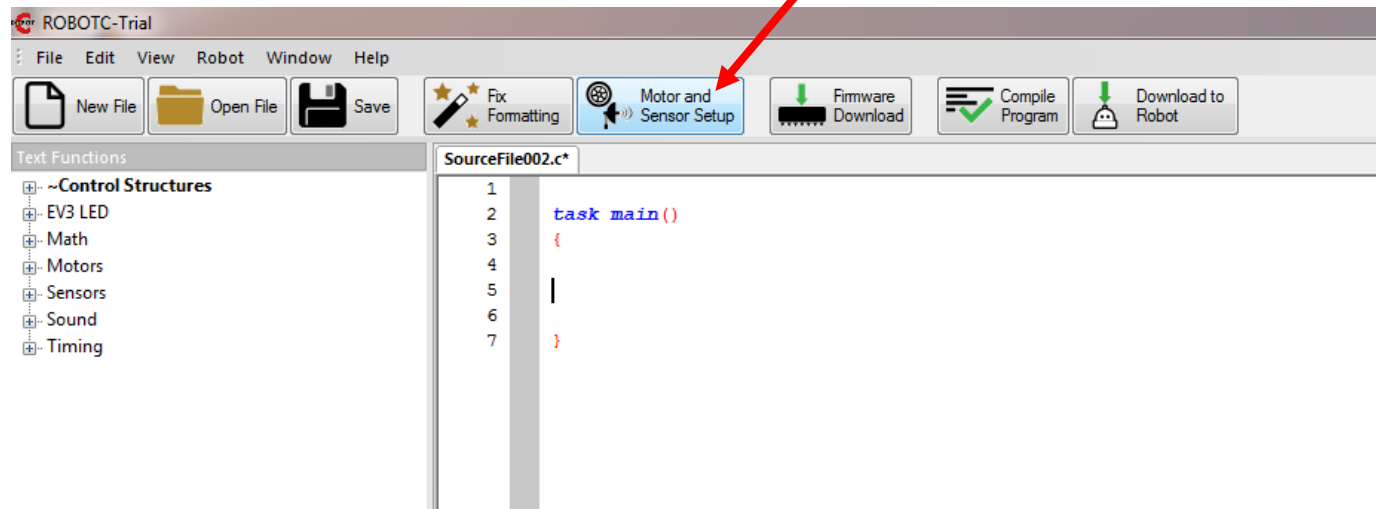 ROBOTC-Trial
File Edit View Robot Window Help
New File Open File Save Fix Formatting Motor and Sensor Setup Firmware Download Compile Program Download to Robot
Text Functions
SourceFile002.c*
~Control Structures
EV3 LED
Math
Motors
Sensors
Sound
Timing
1
2 task main()
3 {
4
5
6
7 }